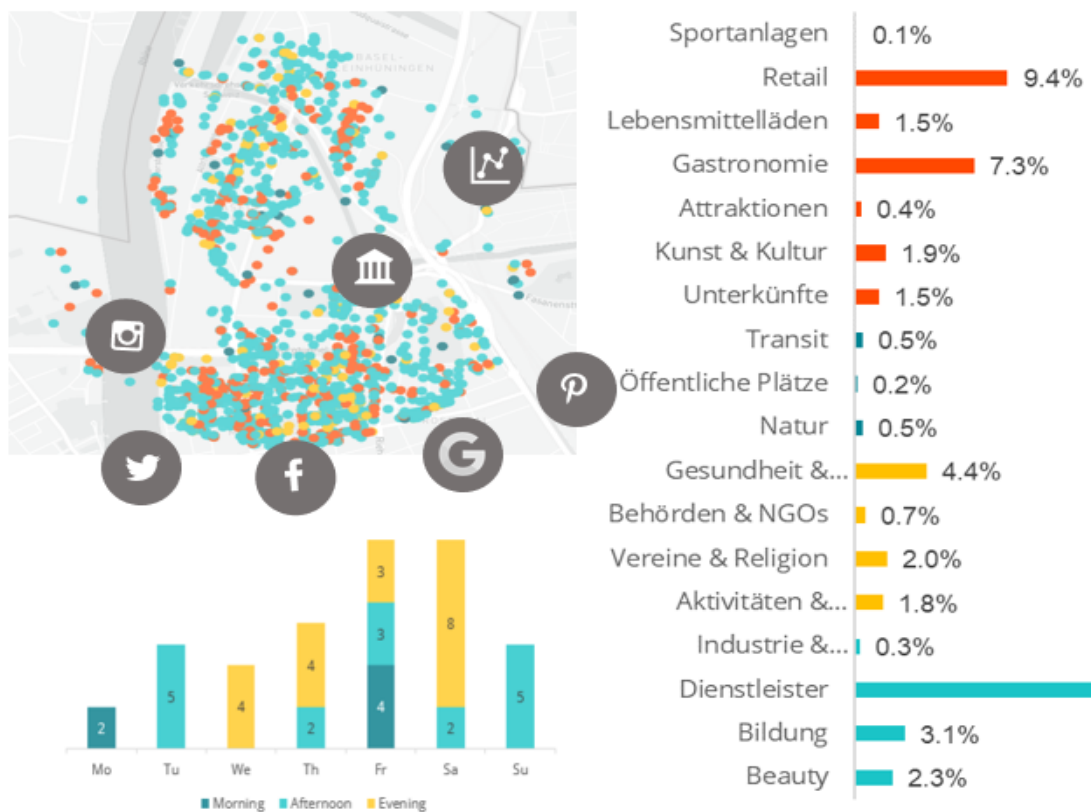 BASEL-
KLEINHÜNINGEN
Sportanlagen 0.1%
Retail 9.4%
Lebensmittelläden 1.5%
Gastronomie 7.3%
Attraktionen 0.4%
Kunst & Kultur 1.9%
Unterkünfte 1.5%
Transit 0.5%
Öffentliche Plätze 0.2%
Natur 0.5%
Gesundheit &... 4.4%
Behörden & NGOs 0.7%
Vereine & Religion 2.0%
Aktivitäten &... 1.8%
Industrie &... 0.3%
Dienstleister
Bildung 3.1%
Beauty 2.3%
3
8
3
4
5
4
4
5
2
2
2
Mo Tu We Th Fr Sa Su
Morning Afternoon Evening